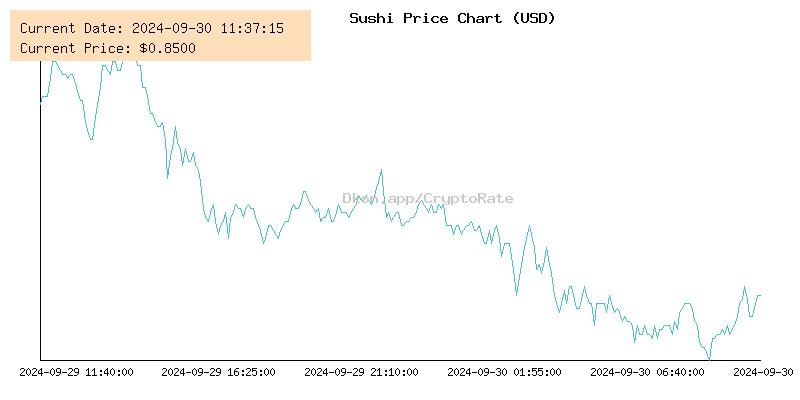 Sushi Price Chart (USD)
Current Date: 2024-09-30 11:37:15
Current Price: $0.8500
Dkon.app/CryptoRate
2024-09-29 11:40:00 2024-09-29 16:25:00 2024-09-29 21:10:00 2024-09-30 01:55:00 2024-09-30 06:40:00 2024-09-30